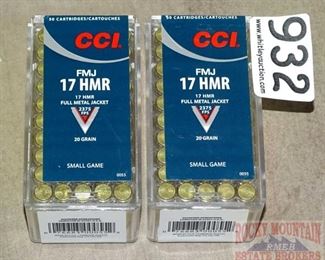 50 CARTRIDGES/CARTOUCHES
CCI
FMJ
17 HMR
17 HMR
FULL METAL JACKET
2375
FPS
20 GRAIN
SMALL GAME
0055
50 CARTRIDGES/CARTOUCHES
CCI
FMJ
17 HMR
17 HMR
FULL METAL JACKET
2375
FPS
20 GRAIN
SMALL GAME
0055
932
www.whitleyauction.com
ROCKY MOUNTAIN
RMEB
ESTATE BROKERS